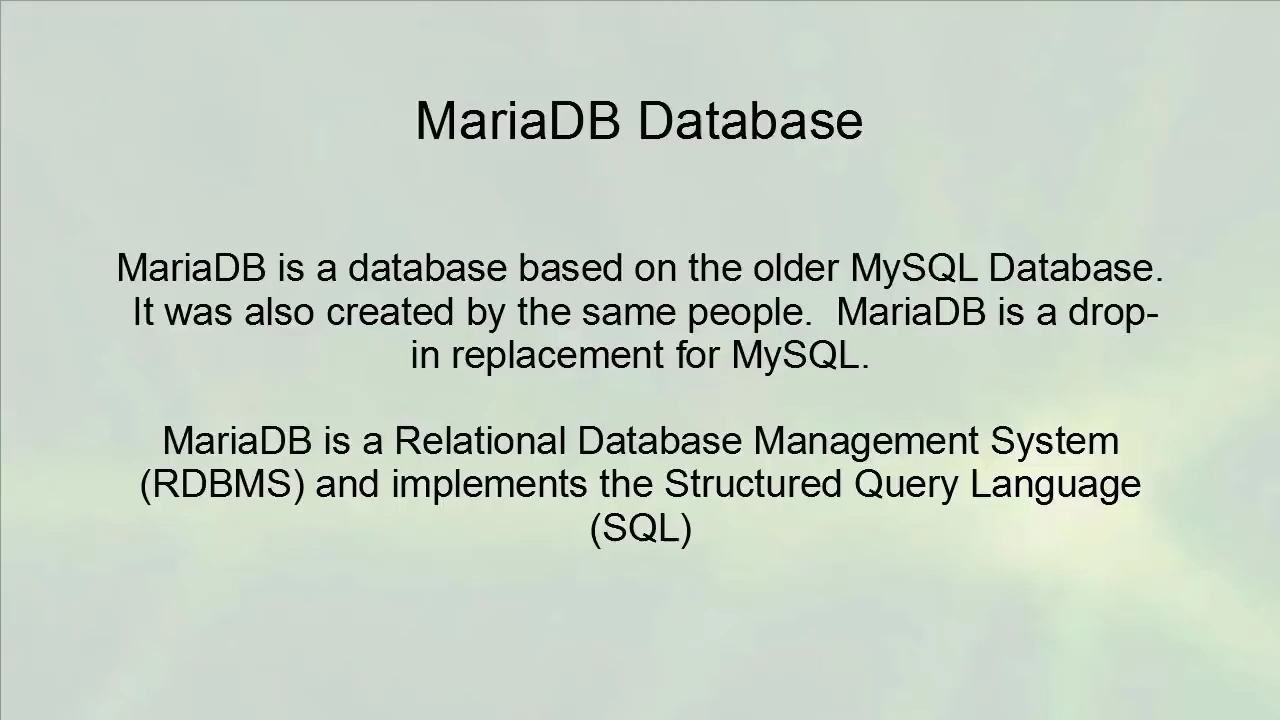 MariaDB Database
MariaDB is a database based on the older MySQL Database.
It was also created by the same people.  MariaDB is a drop-
in replacement for MySQL.
MariaDB is a Relational Database Management System
(RDBMS) and implements the Structured Query Language
(SQL)